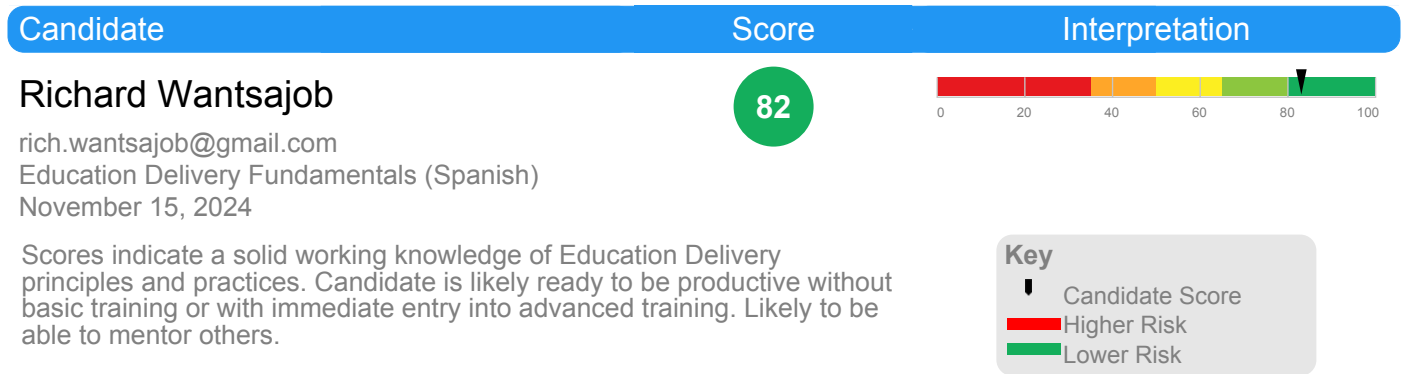 Candidate Score Interpretation
Richard Wantsajob
82
0 20 40 60 80 100
rich.wantsajob@gmail.com
Education Delivery Fundamentals (Spanish)
November 15, 2024
Scores indicate a solid working knowledge of Education Delivery
principles and practices. Candidate is likely ready to be productive without
basic training or with immediate entry into advanced training. Likely to be
able to mentor others.
Key
Candidate Score
Higher Risk
Lower Risk